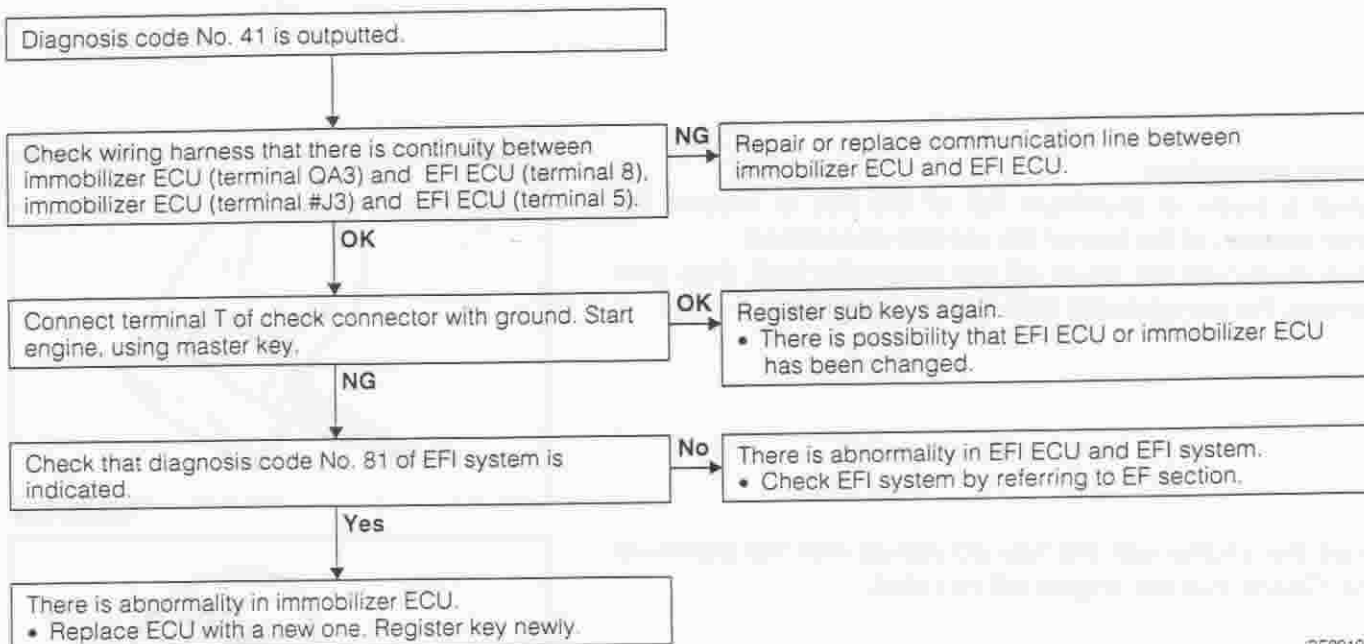 Diagnosis code No. 41 is outputted.
Check wiring harness that there is continuity between
immobilizer ECU (terminal QA3) and EFI ECU (terminal 8),
immobilizer ECU (terminal #J3) and EFI ECU (terminal 5).
NG
Repair or replace communication line between
immobilizer ECU and EFI ECU.
OK
Connect terminal T of check connector with ground. Start
engine, using master key.
OK
Register sub keys again.
• There is possibility that EFI ECU or immobilizer ECU
has been changed.
NG
Check that diagnosis code No. 81 of EFI system is
indicated.
No
There is abnormality in EFI ECU and EFI system.
• Check EFI system by referring to EF section.
Yes
There is abnormality in immobilizer ECU.
• Replace ECU with a new one. Register key newly.